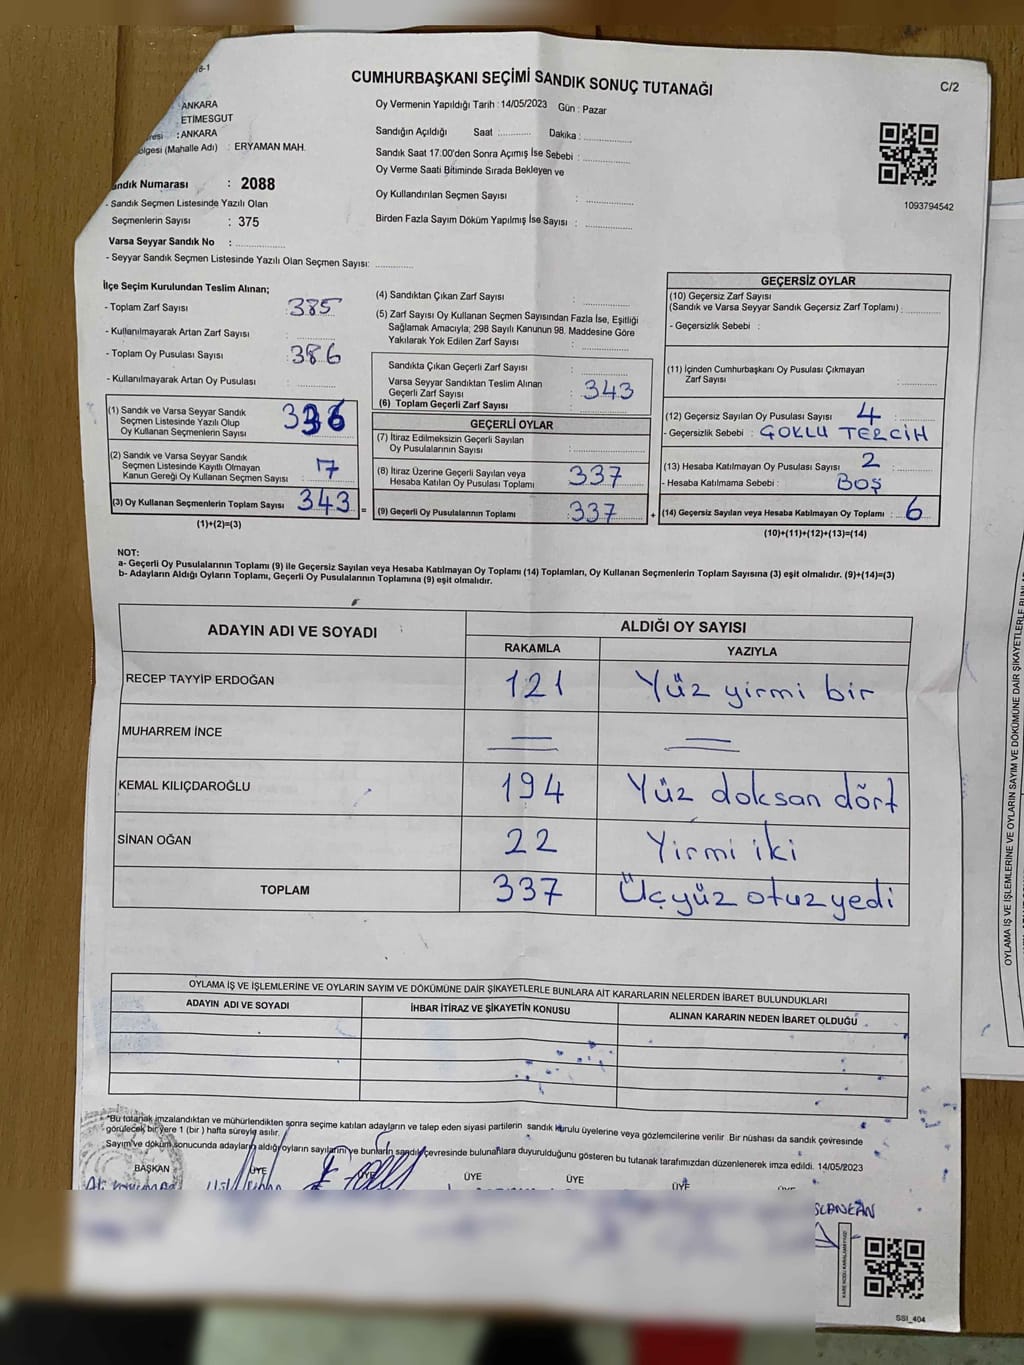 CUMHURBAŞKANI SEÇİMİ SANDIK SONUÇ TUTANAĞI
C/2
ANKARA
ETİMESGUT
: ANKARA
(Mahalle Adı) : ERYAMAN MAH.
Oy Vermenin Yapıldığı Tarih : 14/05/2023 Gün : Pazar
Sandığın Açıldığı Saat :........... Dakika :..............
Sandık Saat 17.00'den Sonra Açımış İse Sebebi :..............
Oy Verme Saati Bitiminde Sırada Bekleyen ve
Oy Kullandırılan Seçmen Sayısı : ..............
Birden Fazla Sayım Döküm Yapılmış İse Sayısı : ..............
1093794542
Numarası : 2088
- Sandık Seçmen Listesinde Yazılı Olan
Seçmenlerin Sayısı : 375
Varsa Seyyar Sandık No : ..............
- Seyyar Sandık Seçmen Listesinde Yazılı Olan Seçmen Sayısı: ..............
İlçe Seçim Kurulundan Teslim Alınan;
- Toplam Zarf Sayısı : 385
- Kullanılmayarak Artan Zarf Sayısı : ..............
- Toplam Oy Pusulası Sayısı : 386
- Kullanılmayarak Artan Oy Pusulası : ..............
(1) Sandık ve Varsa Seyyar Sandık
Seçmen Listesinde Yazılı Olup
Oy Kullanan Seçmenlerin Sayısı
(2) Sandık ve Varsa Seyyar Sandık
Seçmen Listesinde Kayıtlı Olmayan
Kanun Gereği Oy Kullanan Seçmen Sayısı :
(3) Oy Kullanan Seçmenlerin Toplam Sayısı : 343 =
(1)+(2)=(3)
(4) Sandıktan Çıkan Zarf Sayısı : ..............
(5) Zarf Sayısı Oy Kullanan Seçmen Sayısından Fazla İse, Eşitliği
Sağlamak Amacıyla; 298 Sayılı Kanunun 98. Maddesine Göre
Yakılarak Yok Edilen Zarf Sayısı : ..............
Sandıkta Çıkan Geçerli Zarf Sayısı : ..............
Varsa Seyyar Sandıktan Teslim Alınan
Geçerli Zarf Sayısı
(6) Toplam Geçerli Zarf Sayısı : 343
GEÇERLİ OYLAR
(7) İtiraz Edilmeksizin Geçerli Sayılan
Oy Pusulalarının Sayısı : ..............
(8) İtiraz Üzerine Geçerli Sayılan veya
Hesaba Katılan Oy Pusulası Toplamı : 337
(9) Geçerli Oy Pusulalarının Toplamı : 337 +
GEÇERSİZ OYLAR
(10) Geçersiz Zarf Sayısı
(Sandık ve Varsa Seyyar Sandık Geçersiz Zarf Toplamı) : ..............
- Geçersizlik Sebebi :
(11) İçinden Cumhurbaşkanı Oy Pusulası Çıkmayan
Zarf Sayısı : ..............
(12) Geçersiz Sayılan Oy Pusulası Sayısı : 4
- Geçersizlik Sebebi : ÇOKLU TERCİH
(13) Hesaba Katılmayan Oy Pusulası Sayısı : 2
- Hesaba Katılmama Sebebi : BOŞ
(14) Geçersiz Sayılan veya Hesaba Katılmayan Oy Toplamı : 6
(10)+(11)+(12)+(13)=(14)
NOT:
a- Geçerli Oy Pusulalarının Toplamı (9) ile Geçersiz Sayılan veya Hesaba Katılmayan Oy Toplamı (14) Toplamları, Oy Kullanan Seçmenlerin Toplam Sayısına (3) eşit olmalıdır. (9)+(14)=(3)
b- Adayların Aldığı Oyların Toplamı, Geçerli Oy Pusulalarının Toplamına (9) eşit olmalıdır.
ADAYIN ADI VE SOYADI ALDIĞI OY SAYISI
RAKAMLA YAZIYLA
RECEP TAYYİP ERDOĞAN 121 Yüz yirmi bir
MUHARREM İNCE
KEMAL KILIÇDAROĞLU 194 Yüz doksan dört
SİNAN OĞAN 22 Yirmi iki
TOPLAM 337 Üçyüz otuz yedi
OYLAMA İŞ VE İŞLEMLERİNE VE OYLARIN SAYIM VE DÖKÜMÜNE DAİR ŞİKAYETLERLE BUNLARA AİT KARARLARIN NELERDEN İBARET BULUNDUKLARI
ADAYIN ADI VE SOYADI İHBAR İTİRAZ VE ŞİKAYETİN KONUSU ALINAN KARARIN NEDEN İBARET OLDUĞU
"Bu tutanak imzalandıktan ve mühürlendikten sonra seçime katılan adayların ve talep eden siyasi partilerin sandık kurulu üyelerine veya gözlemcilerine verilir Bir nüshası da sandık çevresinde
görülecek bir yere 1 (bir ) hafta süreyle asılır.
Sayım ve döküm sonucunda adayların aldığı oyların sayılarını ve bunların sandık çevresinde bulunanlara duyurulduğunu gösteren bu tutanak tarafımızdan düzenlenerek imza edildi. 14/05/2023
BAŞKAN ÜYE ÜYE ÜYE ÜYE ÜYE
SSI_404
OYLAMA İŞ VE İŞLEMLERİNE VE OYLARIN SAYIM VE DÖKÜMÜNE DAİR ŞİKAYETLERLE